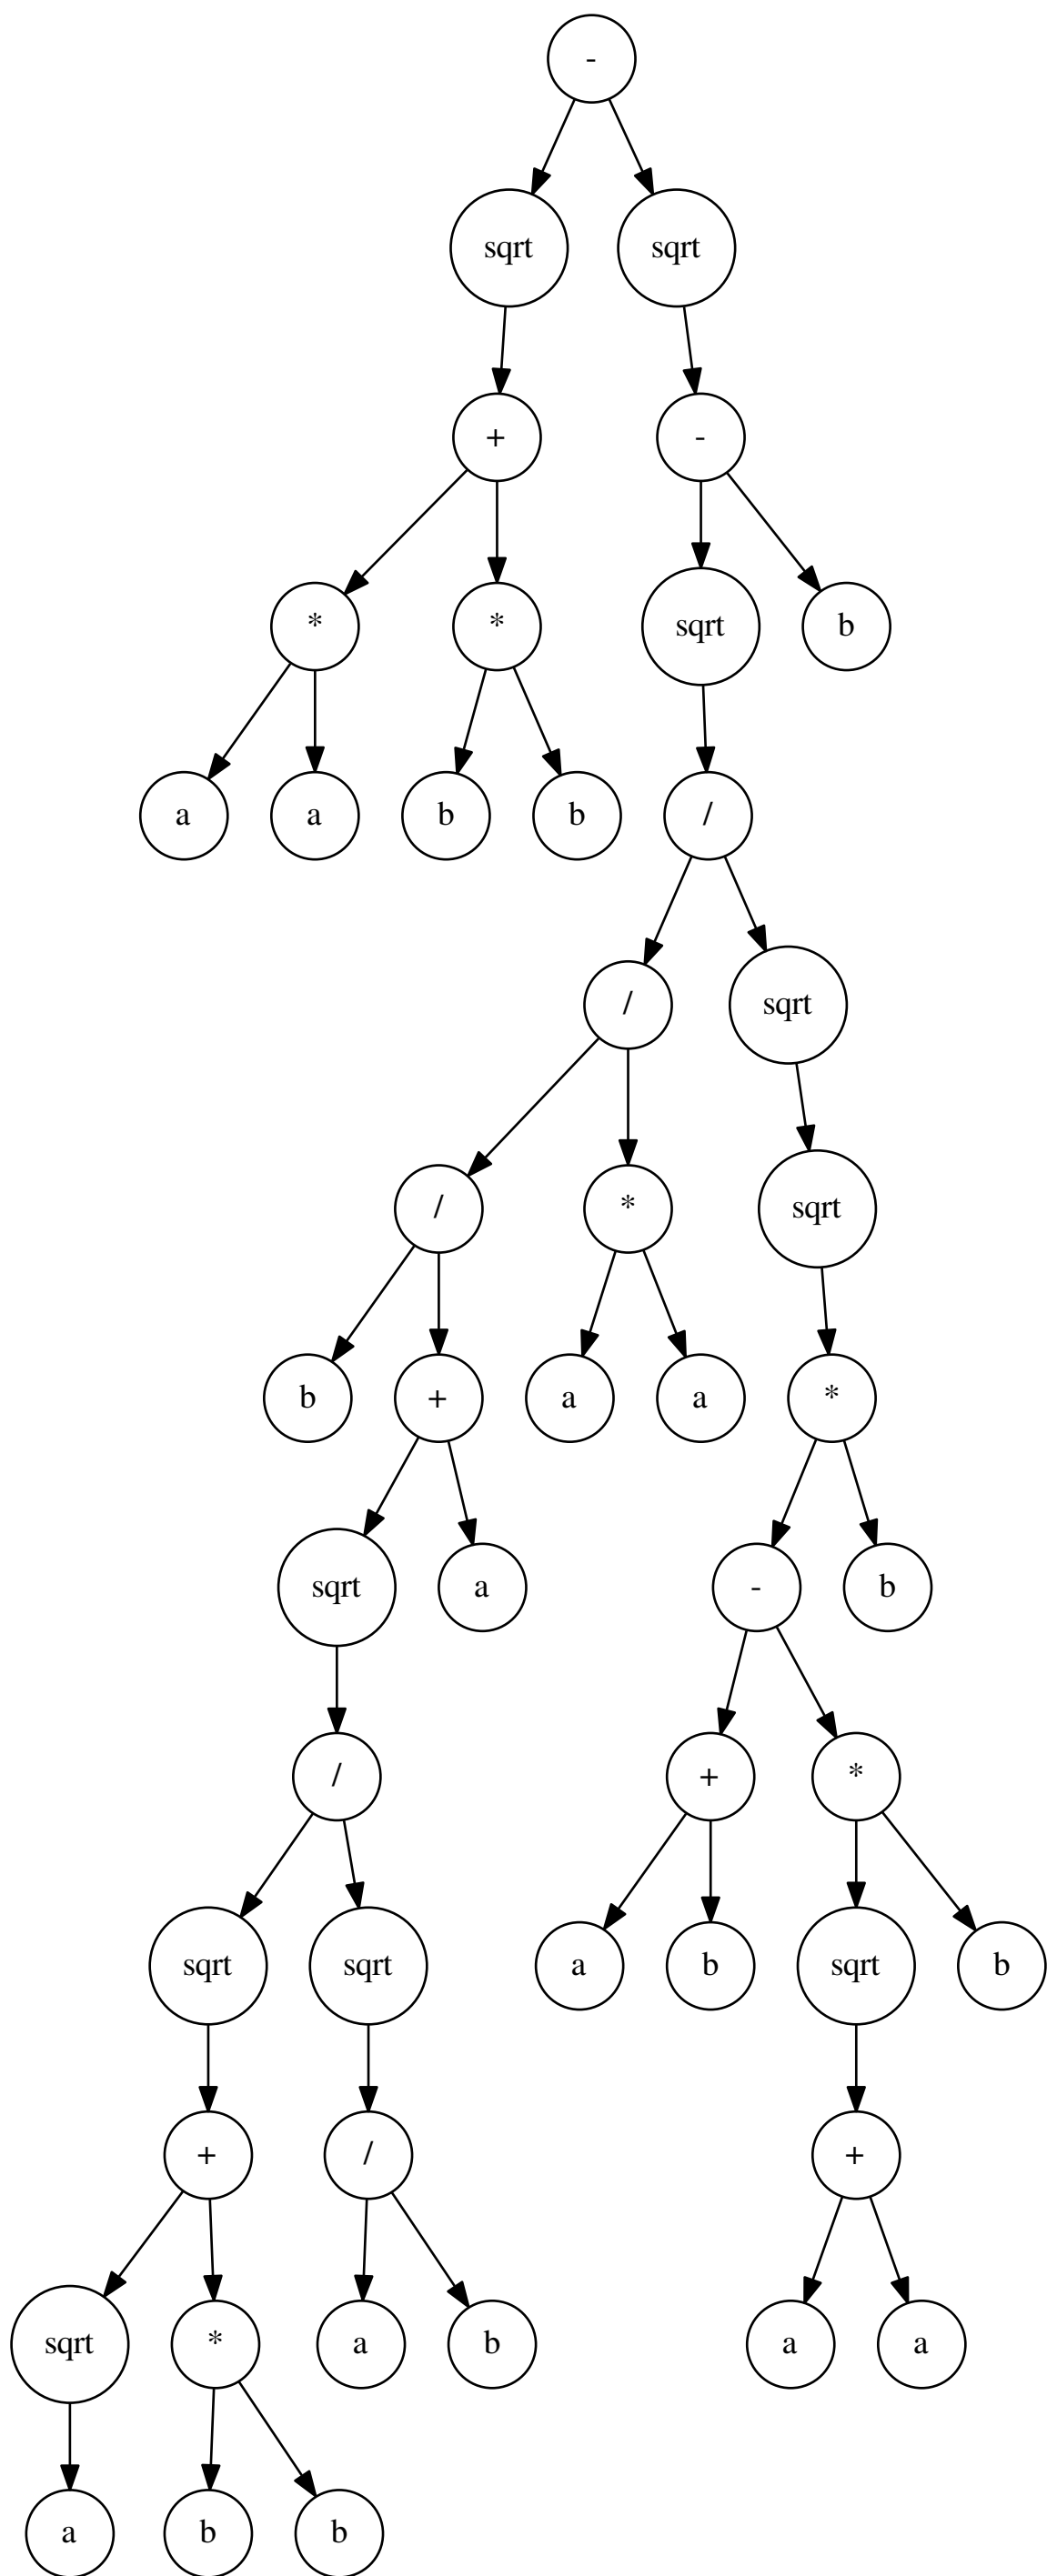 -
sqrt sqrt
+ -
* * sqrt b
a a b b /
/ sqrt
/ * sqrt
b + a a *
sqrt a - b
/ + *
sqrt sqrt a b sqrt b
+ / +
sqrt * a b a a
a b b